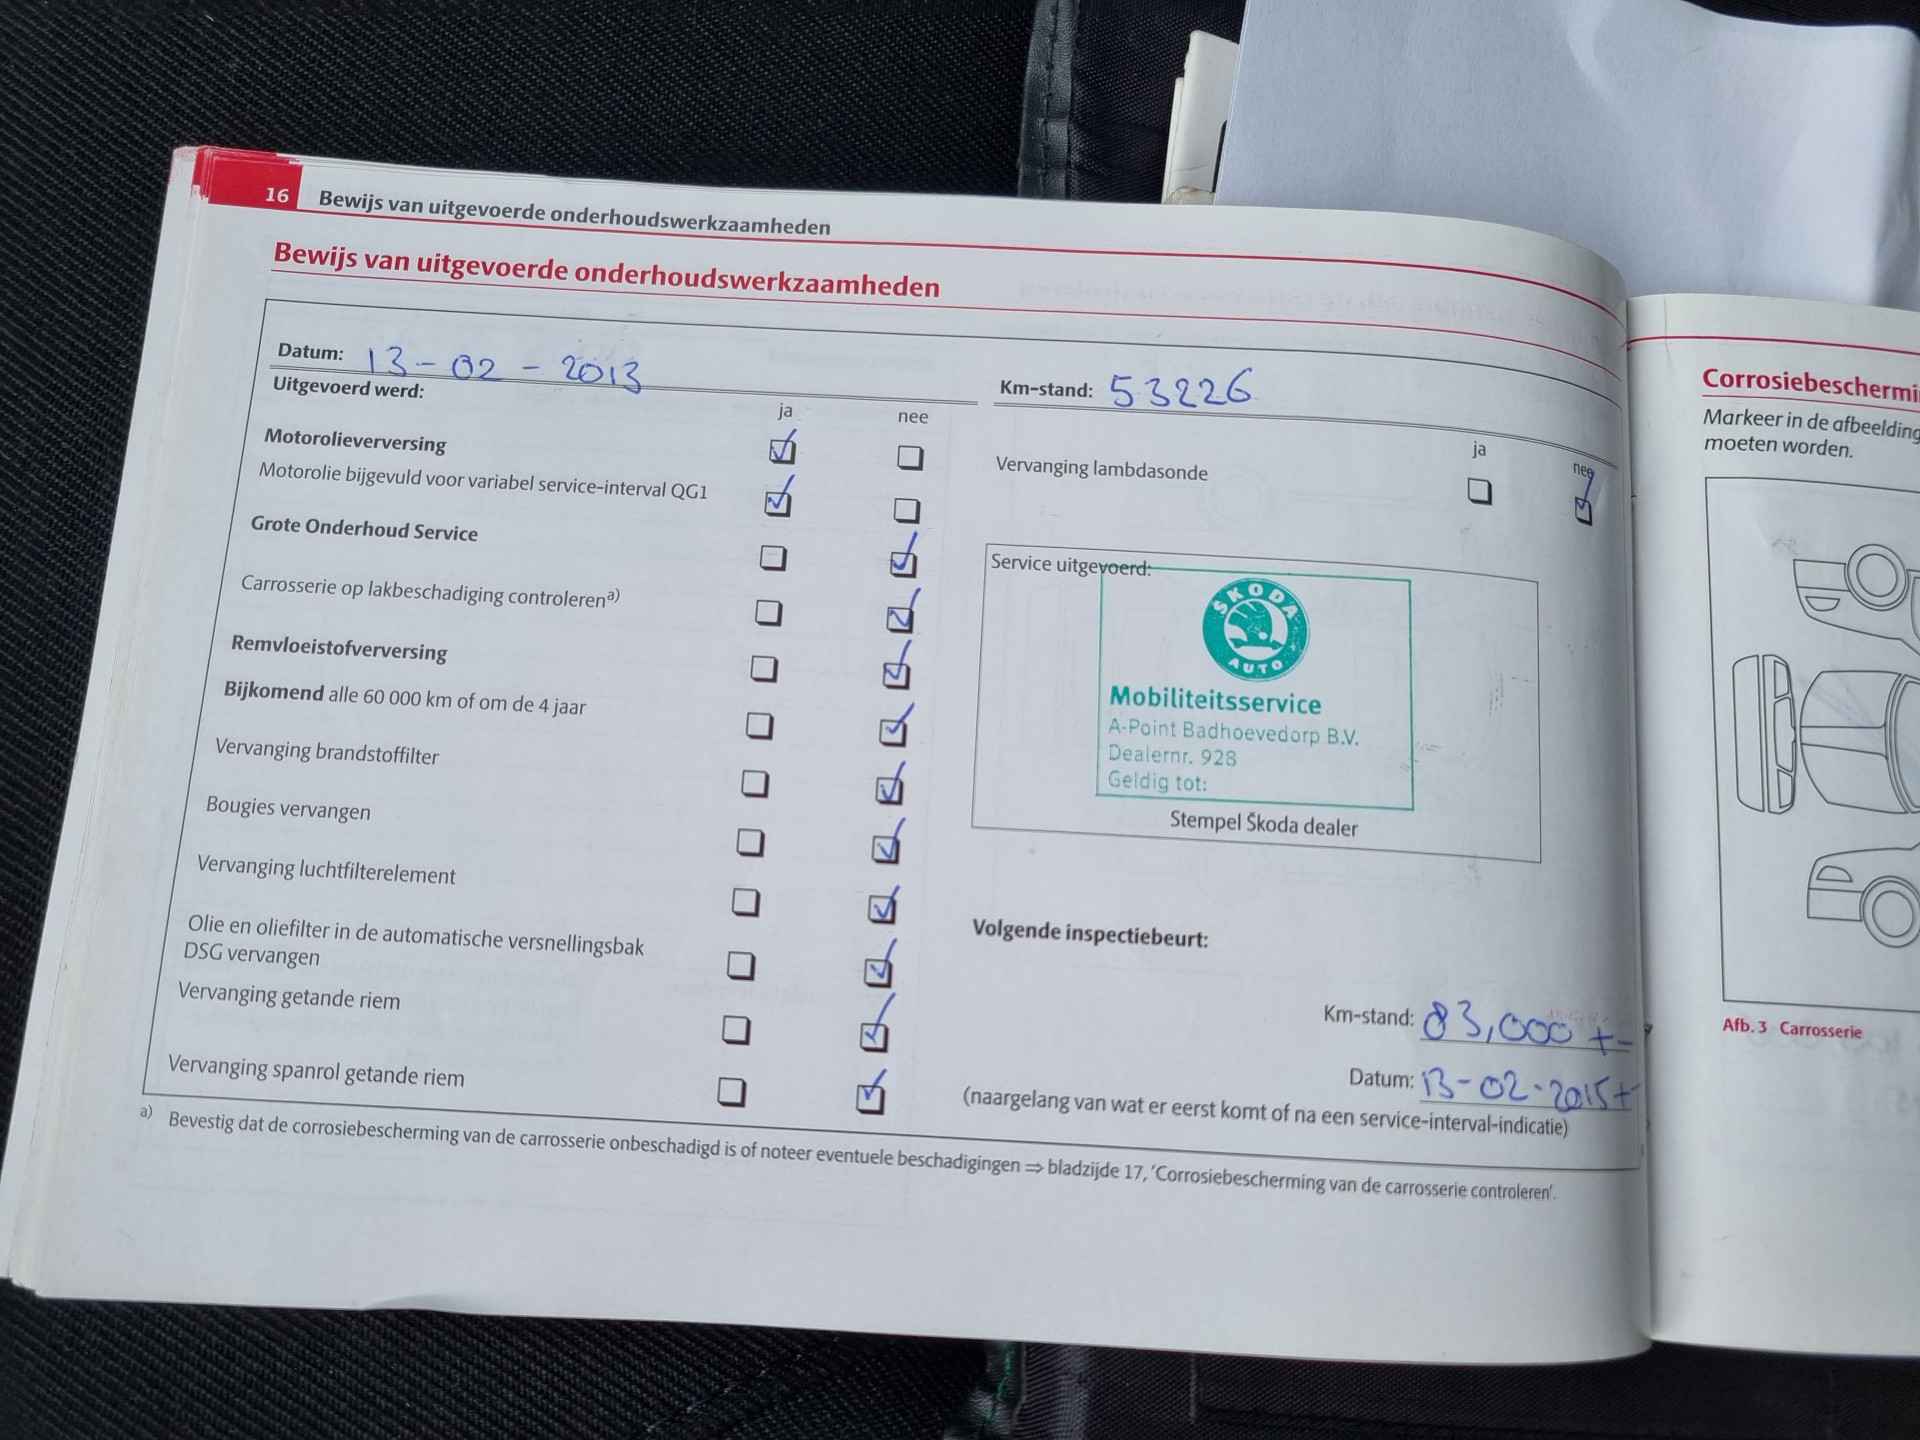 16 Bewijs van uitgevoerde onderhoudswerkzaamheden
Bewijs van uitgevoerde onderhoudswerkzaamheden
Datum: 13-02-2013
Km-stand: 53226
Uitgevoerd werd:
ja nee
Motorolieverversing
Motorolie bijgevuld voor variabel service-interval QG1
Grote Onderhoud Service
Carrosserie op lakbeschadiging controleren a)
Remvloeistofverversing
Bijkomend alle 60 000 km of om de 4 jaar
Vervanging brandstoffilter
Bougies vervangen
Vervanging luchtfilterelement
Olie en oliefilter in de automatische versnellingsbak
DSG vervangen
Vervanging getande riem
Vervanging spanrol getande riem
ja nee
Vervanging lambdasonde
Service uitgevoerd:
ŠKODA
AUTO
Mobiliteitsservice
A-Point Badhoevedorp B.V.
Dealernr. 928
Geldig tot:
Stempel Škoda dealer
Volgende inspectiebeurt:
Km-stand: 83,000 +-
Datum: 13-02-2015+-
(naargelang van wat er eerst komt of na een service-interval-indicatie)
a) Bevestig dat de corrosiebescherming van de carrosserie onbeschadigd is of noteer eventuele beschadigingen ⇒ bladzijde 17, 'Corrosiebescherming van de carrosserie controleren'.
Corrosiebeschermi
Markeer in de afbeelding
moeten worden.
Afb. 3 Carrosserie